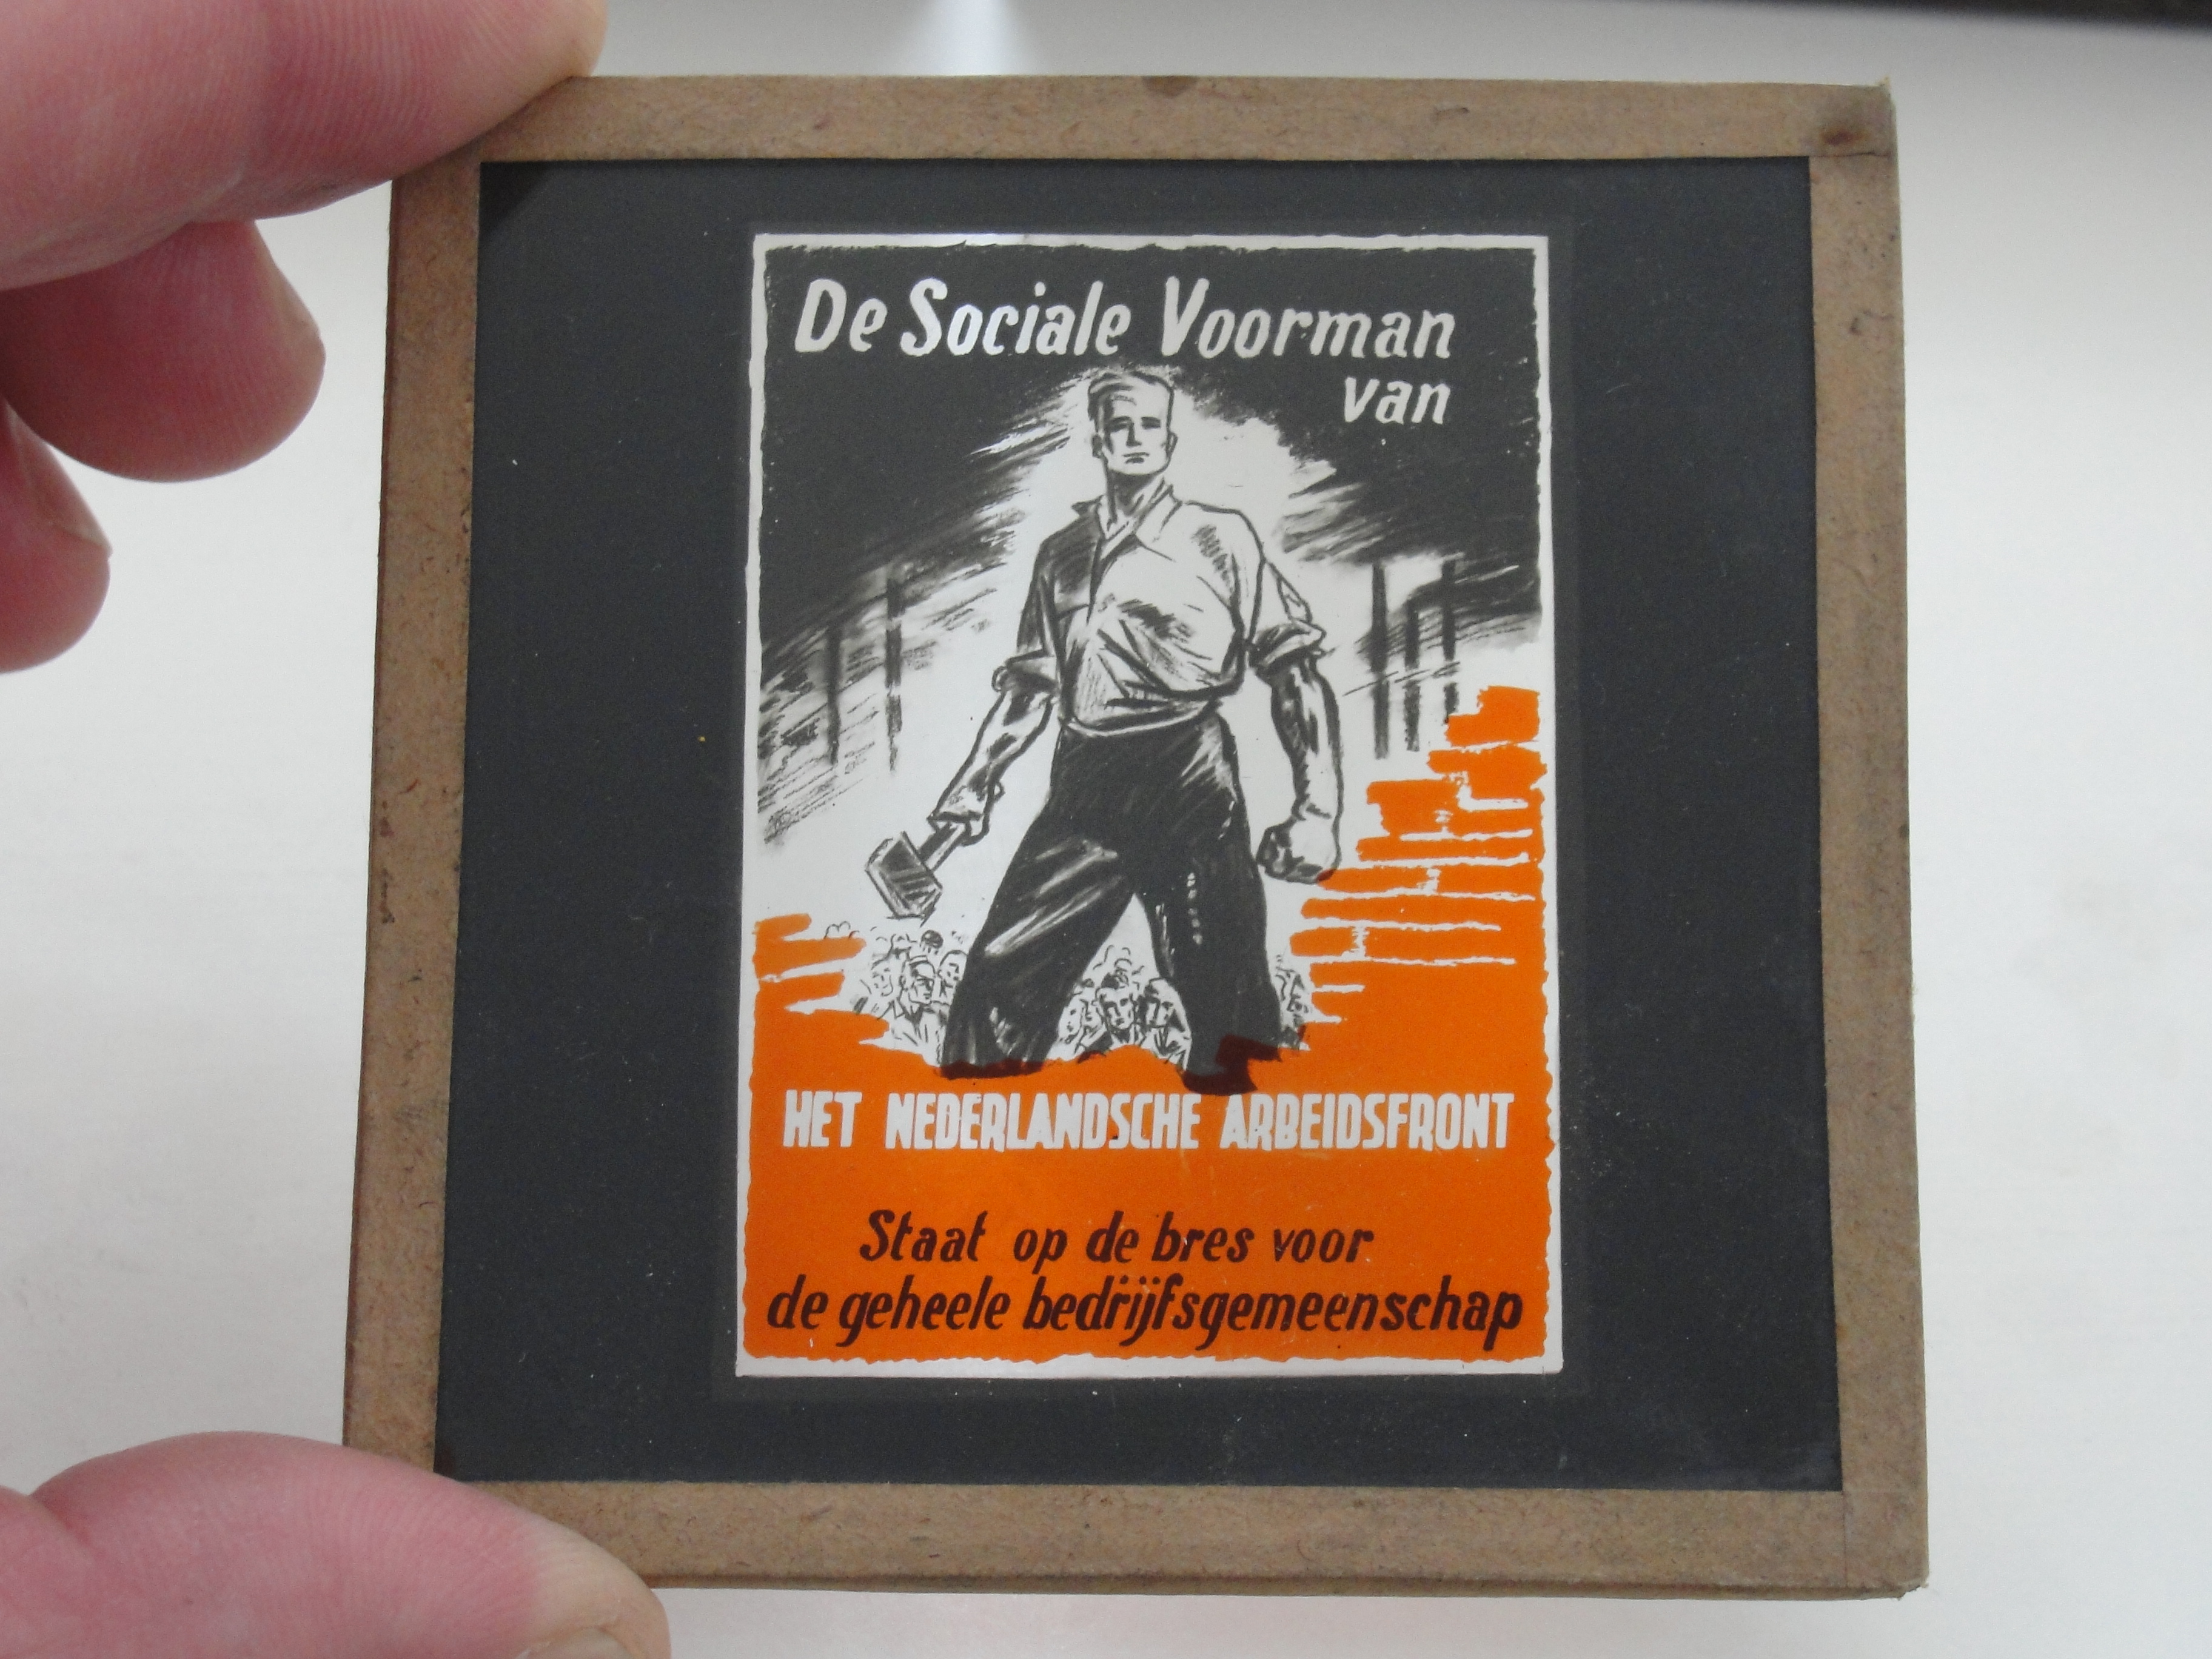 De Sociale Voorman
van
HET NEDERLANDSCHE ARBEIDSFRONT
Staat op de bres voor
de geheele bedrijfsgemeenschap